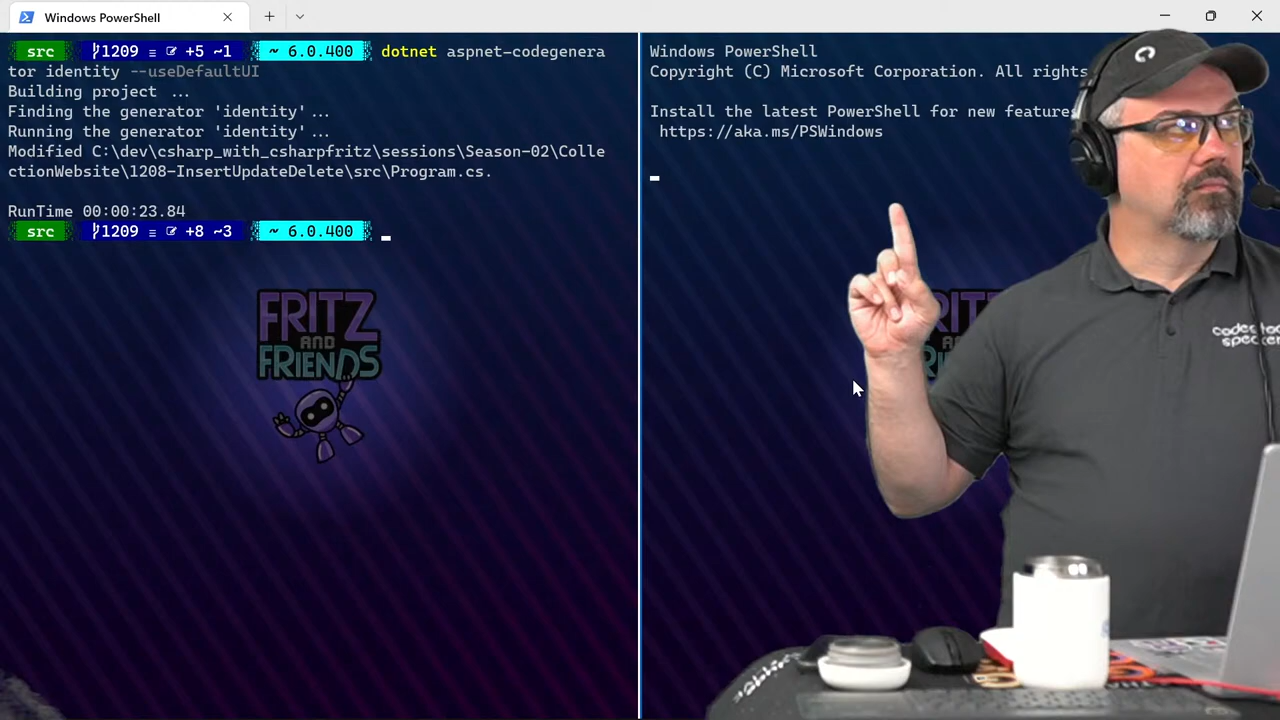 Windows PowerShell
src 1209 ≡ +5 ~1 ~ 6.0.400 dotnet aspnet-codegenera
tor identity --useDefaultUI
Building project ...
Finding the generator 'identity'...
Running the generator 'identity'...
Modified C:\dev\csharp_with_csharpfritz\sessions\Season-02\Colle
ctionWebsite\1208-InsertUpdateDelete\src\Program.cs.
RunTime 00:00:23.84
src 1209 ≡ +8 ~3 ~ 6.0.400
FRITZ
AND
FRIENDS
Windows PowerShell
Copyright (C) Microsoft Corporation. All rights
Install the latest PowerShell for new features
https://aka.ms/PSWindows